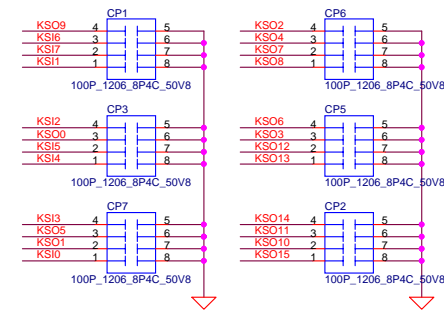 CP1
KSO9 4 5
KSI6 3 6
KSI7 2 7
KSI1 1 8
100P_1206_8P4C_50V8
CP6
KSO2 4 5
KSO4 3 6
KSO7 2 7
KSO8 1 8
100P_1206_8P4C_50V8
CP3
KSI2 4 5
KSO0 3 6
KSI5 2 7
KSI4 1 8
100P_1206_8P4C_50V8
CP5
KSO6 4 5
KSO3 3 6
KSO12 2 7
KSO13 1 8
100P_1206_8P4C_50V8
CP7
KSI3 4 5
KSO5 3 6
KSO1 2 7
KSI0 1 8
100P_1206_8P4C_50V8
CP2
KSO14 4 5
KSO11 3 6
KSO10 2 7
KSO15 1 8
100P_1206_8P4C_50V8